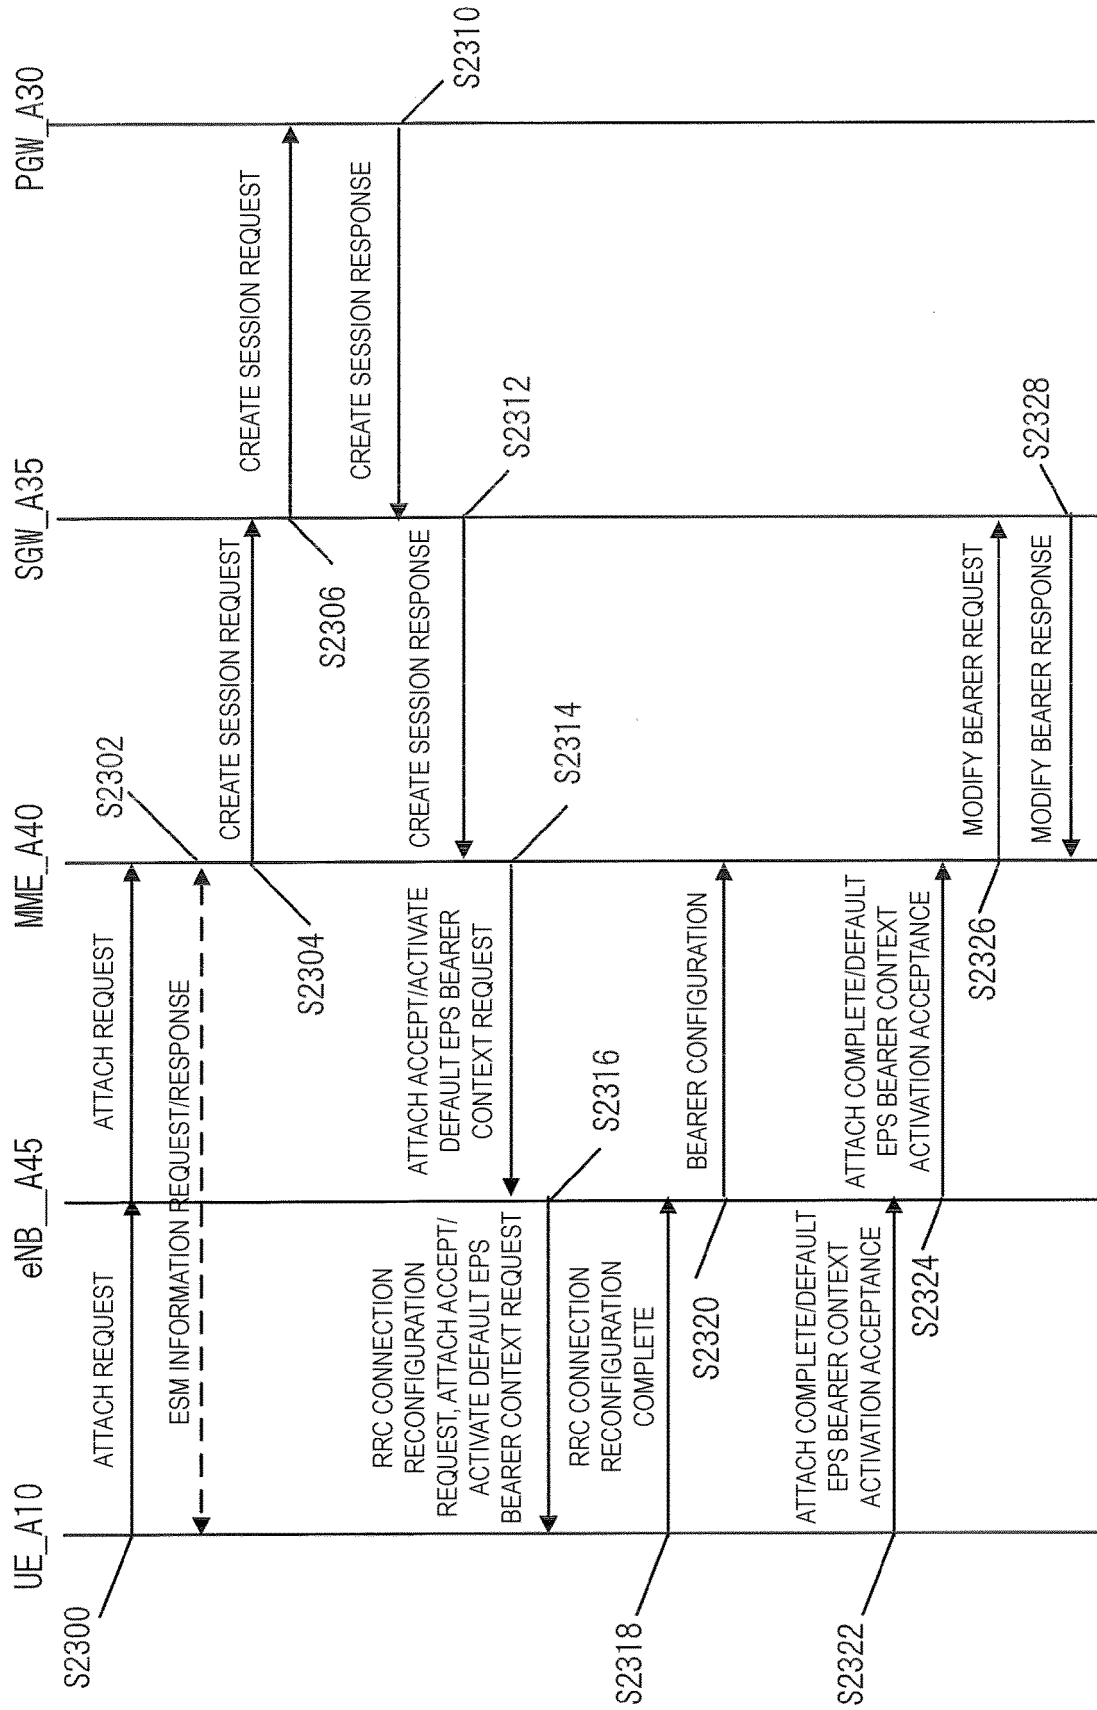 UE_A10
eNB__A45
MME_A40
SGW_A35
PGW_A30
S2300
ATTACH REQUEST
ATTACH REQUEST
S2302
ESM INFORMATION REQUEST/RESPONSE
CREATE SESSION REQUEST
S2304
CREATE SESSION REQUEST
S2306
CREATE SESSION RESPONSE
S2310
CREATE SESSION RESPONSE
S2312
ATTACH ACCEPT/ACTIVATE
DEFAULT EPS BEARER
CONTEXT REQUEST
S2314
RRC CONNECTION
RECONFIGURATION
REQUEST, ATTACH ACCEPT/
ACTIVATE DEFAULT EPS
BEARER CONTEXT REQUEST
S2316
RRC CONNECTION
RECONFIGURATION
COMPLETE
S2318
BEARER CONFIGURATION
S2320
ATTACH COMPLETE/DEFAULT
EPS BEARER CONTEXT
ACTIVATION ACCEPTANCE
S2322
ATTACH COMPLETE/DEFAULT
EPS BEARER CONTEXT
ACTIVATION ACCEPTANCE
S2324
MODIFY BEARER REQUEST
S2326
MODIFY BEARER RESPONSE
S2328